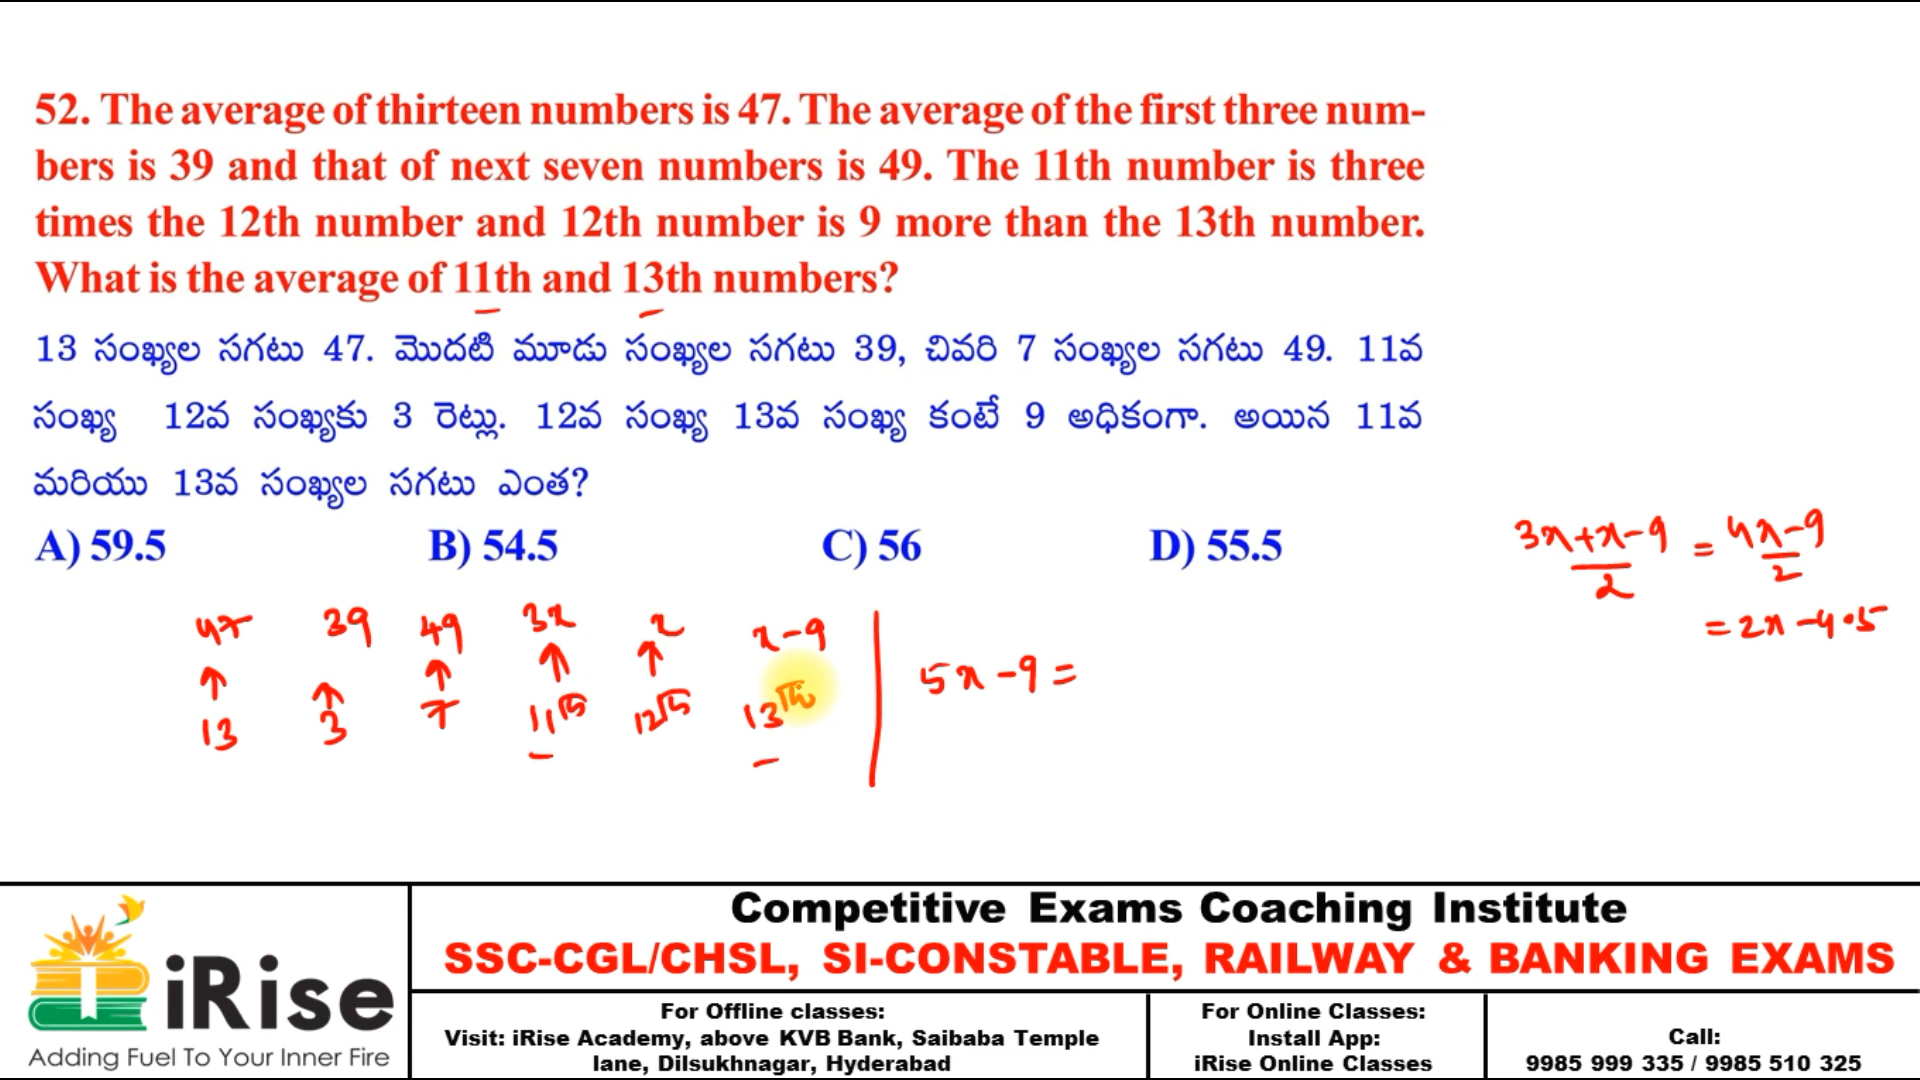 52. The average of thirteen numbers is 47. The average of the first three num-
bers is 39 and that of next seven numbers is 49. The 11th number is three
times the 12th number and 12th number is 9 more than the 13th number.
What is the average of 11th and 13th numbers?
13 సంఖ్యల సగటు 47. మొదటి మూడు సంఖ్యల సగటు 39, చివరి 7 సంఖ్యల సగటు 49. 11వ
సంఖ్య 12వ సంఖ్యకు 3 రెట్లు. 12వ సంఖ్య 13వ సంఖ్య కంటే 9 అధికంగా. అయిన 11వ
మరియు 13వ సంఖ్యల సగటు ఎంత?
A) 59.5 B) 54.5 C) 56 D) 55.5
3x+x-9 / 2 = 4x-9 / 2
= 2x-4.5
47 39 49 3x x x-9
5x-9=
13 3 7 11th 12th 13th
iRise
Adding Fuel To Your Inner Fire
Competitive Exams Coaching Institute
SSC-CGL/CHSL, SI-CONSTABLE, RAILWAY & BANKING EXAMS
For Offline classes:
Visit: iRise Academy, above KVB Bank, Saibaba Temple
lane, Dilsukhnagar, Hyderabad
For Online Classes:
Install App:
iRise Online Classes
Call:
9985 999 335 / 9985 510 325